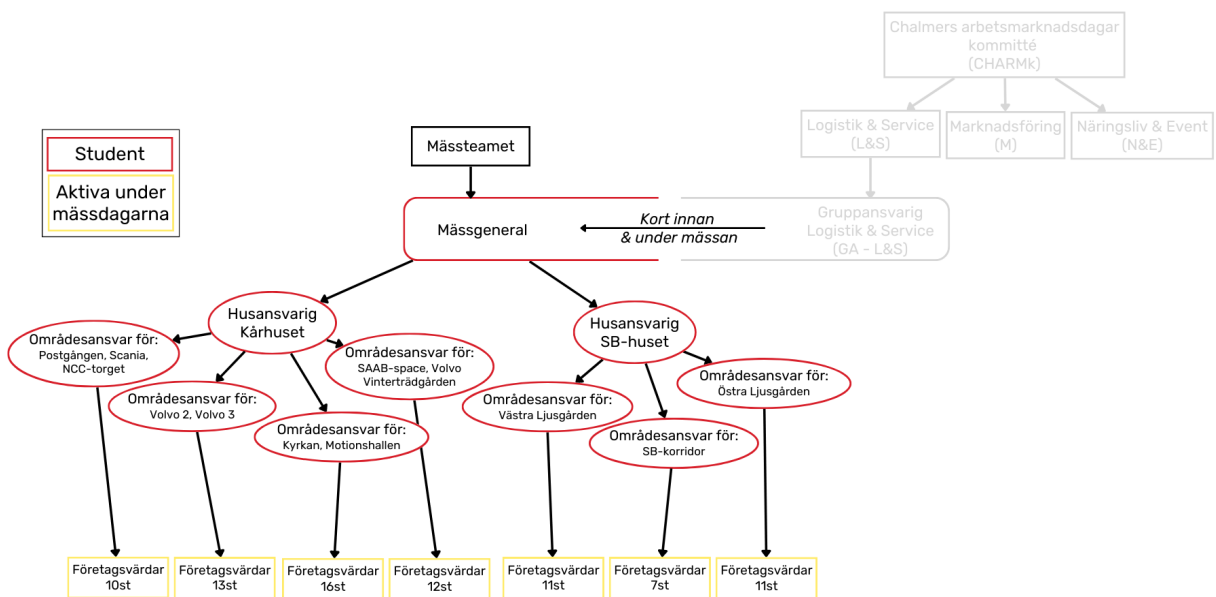 Chalmers arbetsmarknadsdagar
kommitté
(CHARMk)
Logistik & Service
(L&S)
Marknadsföring
(M)
Näringsliv & Event
(N&E)
Student
Aktiva under
mässdagarna
Mässteamet
Mässgeneral
Kort innan
& under mässan
Gruppansvarig
Logistik & Service
(GA - L&S)
Husansvarig
Kårhuset
Husansvarig
SB-huset
Områdesansvar för:
Postgången, Scania,
NCC-torget
Områdesansvar för:
Volvo 2, Volvo 3
Områdesansvar för:
Kyrkan, Motionshallen
Områdesansvar för:
SAAB-space, Volvo
Vinterträdgården
Områdesansvar för:
Västra Ljusgården
Områdesansvar för:
SB-korridor
Områdesansvar för:
Östra Ljusgården
Företagsvärdar
10st
Företagsvärdar
13st
Företagsvärdar
16st
Företagsvärdar
12st
Företagsvärdar
11st
Företagsvärdar
7st
Företagsvärdar
11st